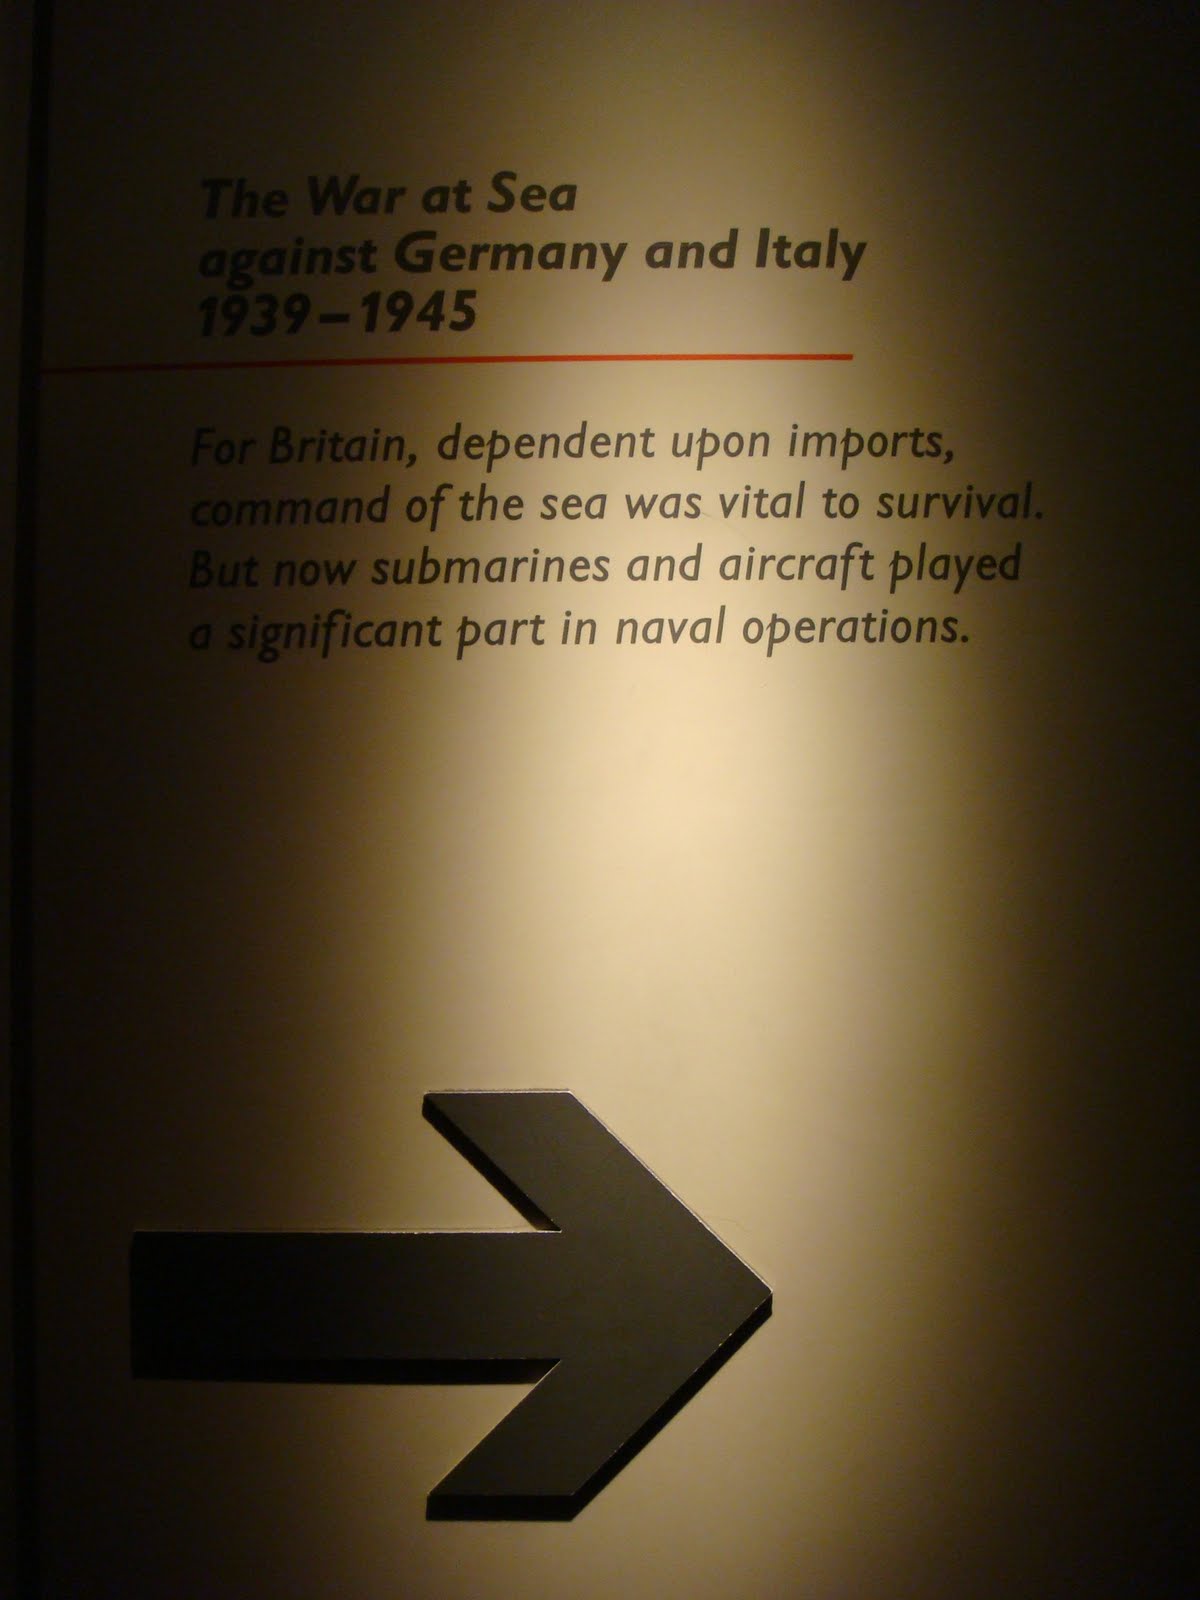 The War at Sea
against Germany and Italy
1939–1945
For Britain, dependent upon imports,
command of the sea was vital to survival.
But now submarines and aircraft played
a significant part in naval operations.